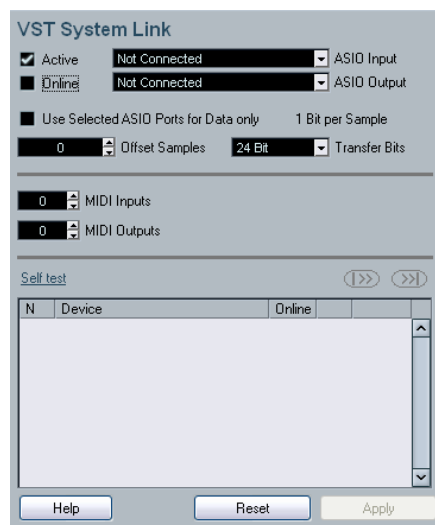 VST System Link
Active Not Connected ASIO Input
Online Not Connected ASIO Output
Use Selected ASIO Ports for Data only 1 Bit per Sample
0 Offset Samples 24 Bit Transfer Bits
0 MIDI Inputs
0 MIDI Outputs
Self test
N Device Online
Help Reset Apply